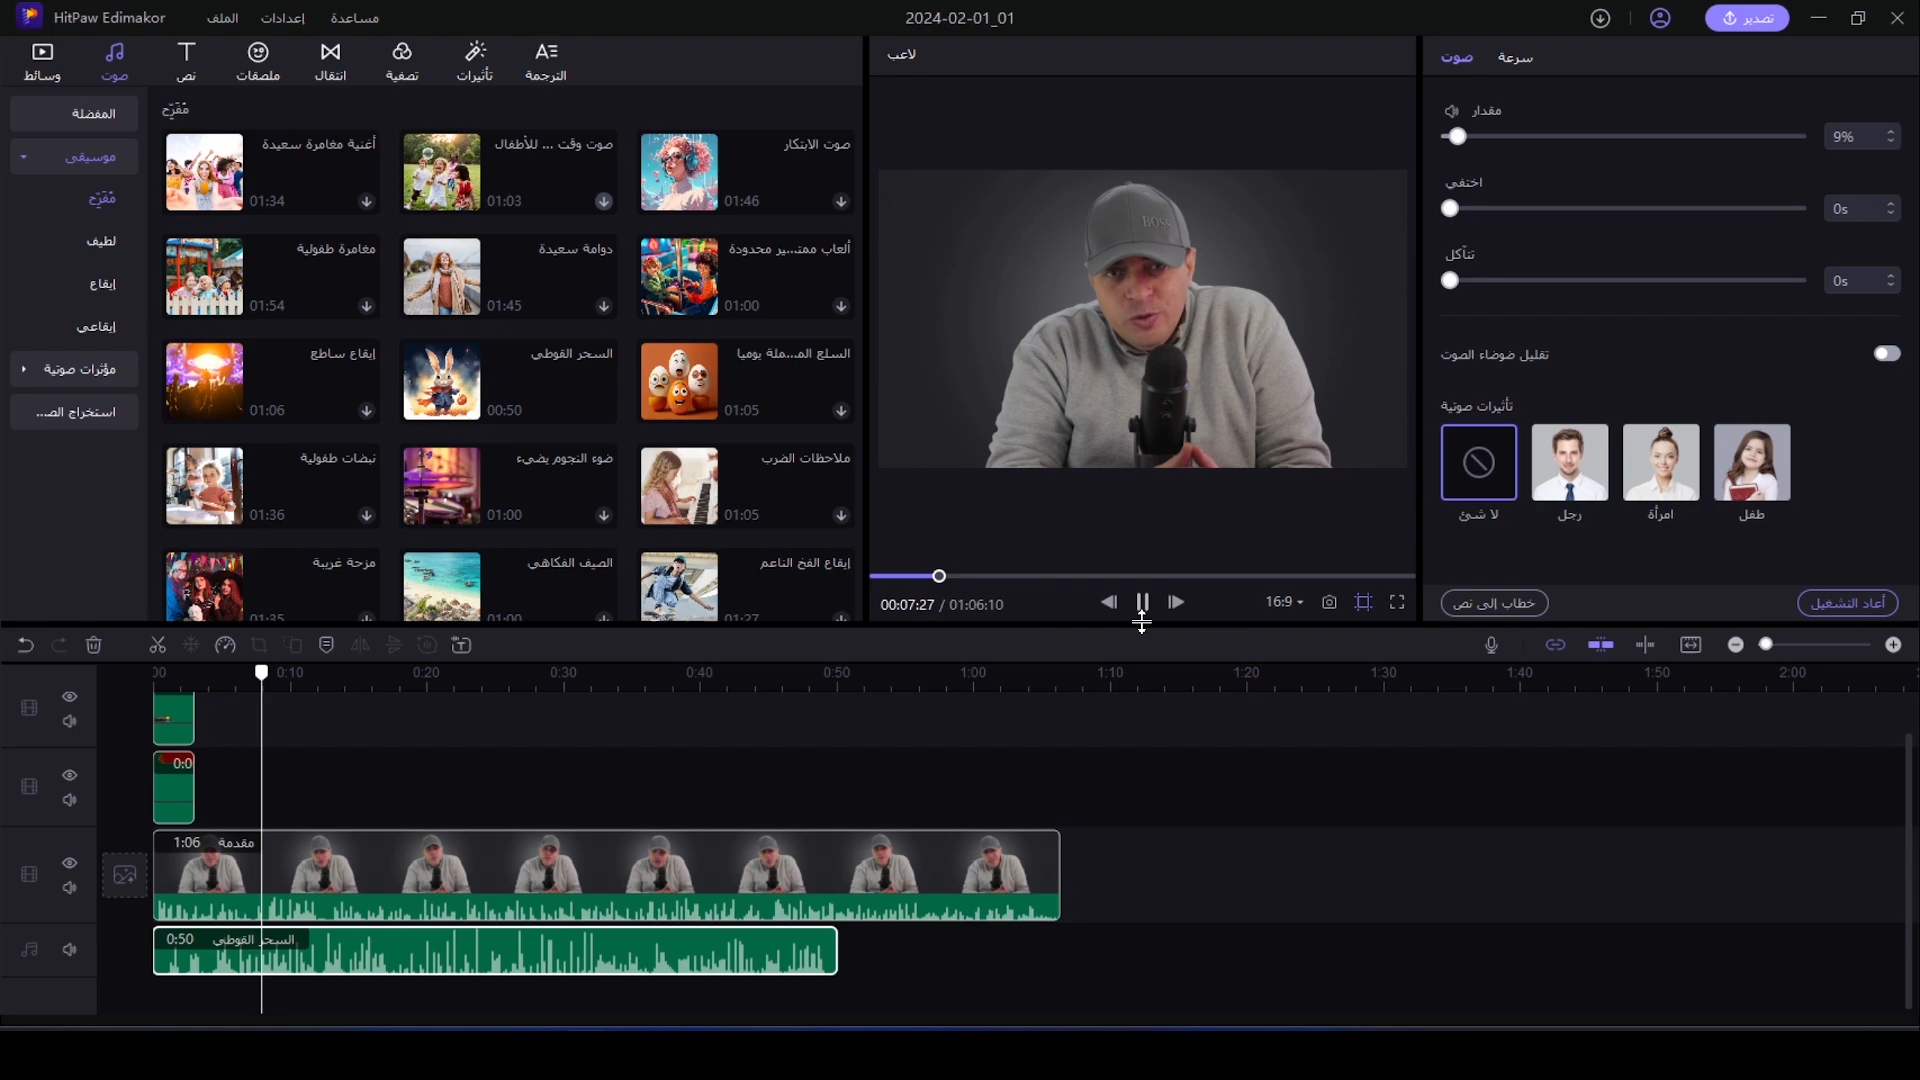 HitPaw Edimakor
الملف
إعدادات
مساعدة
2024-02-01_01
تصدير
وسائط
صوت
نص
ملصقات
انتقال
تصفية
تأثيرات
الترجمة
المفضلة
موسيقى
مُفَرِّح
لطيف
إيقاع
إيقاعي
مؤثرات صوتية
استخراج الصـ...
مُفَرِّح
أغنية مغامرة سعيدة
01:34
صوت وقت ... للأطفال
01:03
صوت الابتكار
01:46
مغامرة طفولية
01:54
دوامة سعيدة
01:45
ألعاب ممتـ...ير محدودة
01:00
إيقاع ساطع
01:06
السحر القوطي
00:50
السلع المـ...ملة يوميا
01:05
نبضات طفولية
01:36
ضوء النجوم يضيء
01:00
ملاحظات الضرب
01:05
مزحة غريبة
01:35
الصيف الفكاهي
01:00
إيقاع الفخ الناعم
01:27
لاعب
BOSS
00:07:27 / 01:06:10
16:9
صوت
سرعة
مقدار
9%
اختفي
0s
تتآكل
0s
تقليل ضوضاء الصوت
تأثيرات صوتية
لا شئ
رجل
امرأة
طفل
خطاب إلى نص
أعاد التشغيل
00
0:10
0:20
0:30
0:40
0:50
1:00
1:10
1:20
1:30
1:40
1:50
2:00
0:0
1:06 مقدمة
0:50 السحر القوطي